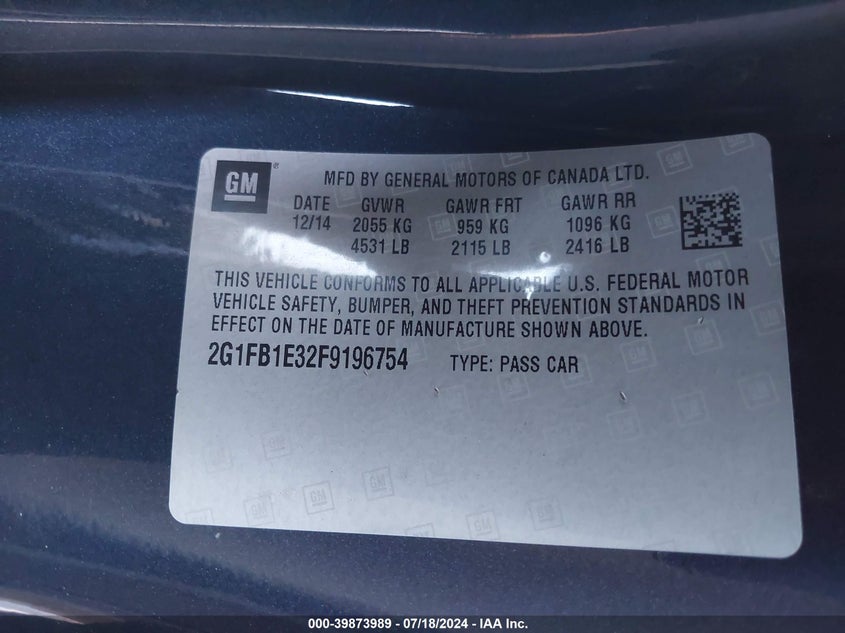 GM ® MFD BY GENERAL MOTORS OF CANADA LTD.
DATE GVWR GAWR FRT GAWR RR
12/14 2055 KG 959 KG 1096 KG
4531 LB 2115 LB 2416 LB
THIS VEHICLE CONFORMS TO ALL APPLICABLE U.S. FEDERAL MOTOR
VEHICLE SAFETY, BUMPER, AND THEFT PREVENTION STANDARDS IN
EFFECT ON THE DATE OF MANUFACTURE SHOWN ABOVE.
2G1FB1E32F9196754 TYPE: PASS CAR
000-39873989 - 07/18/2024 - IAA Inc.